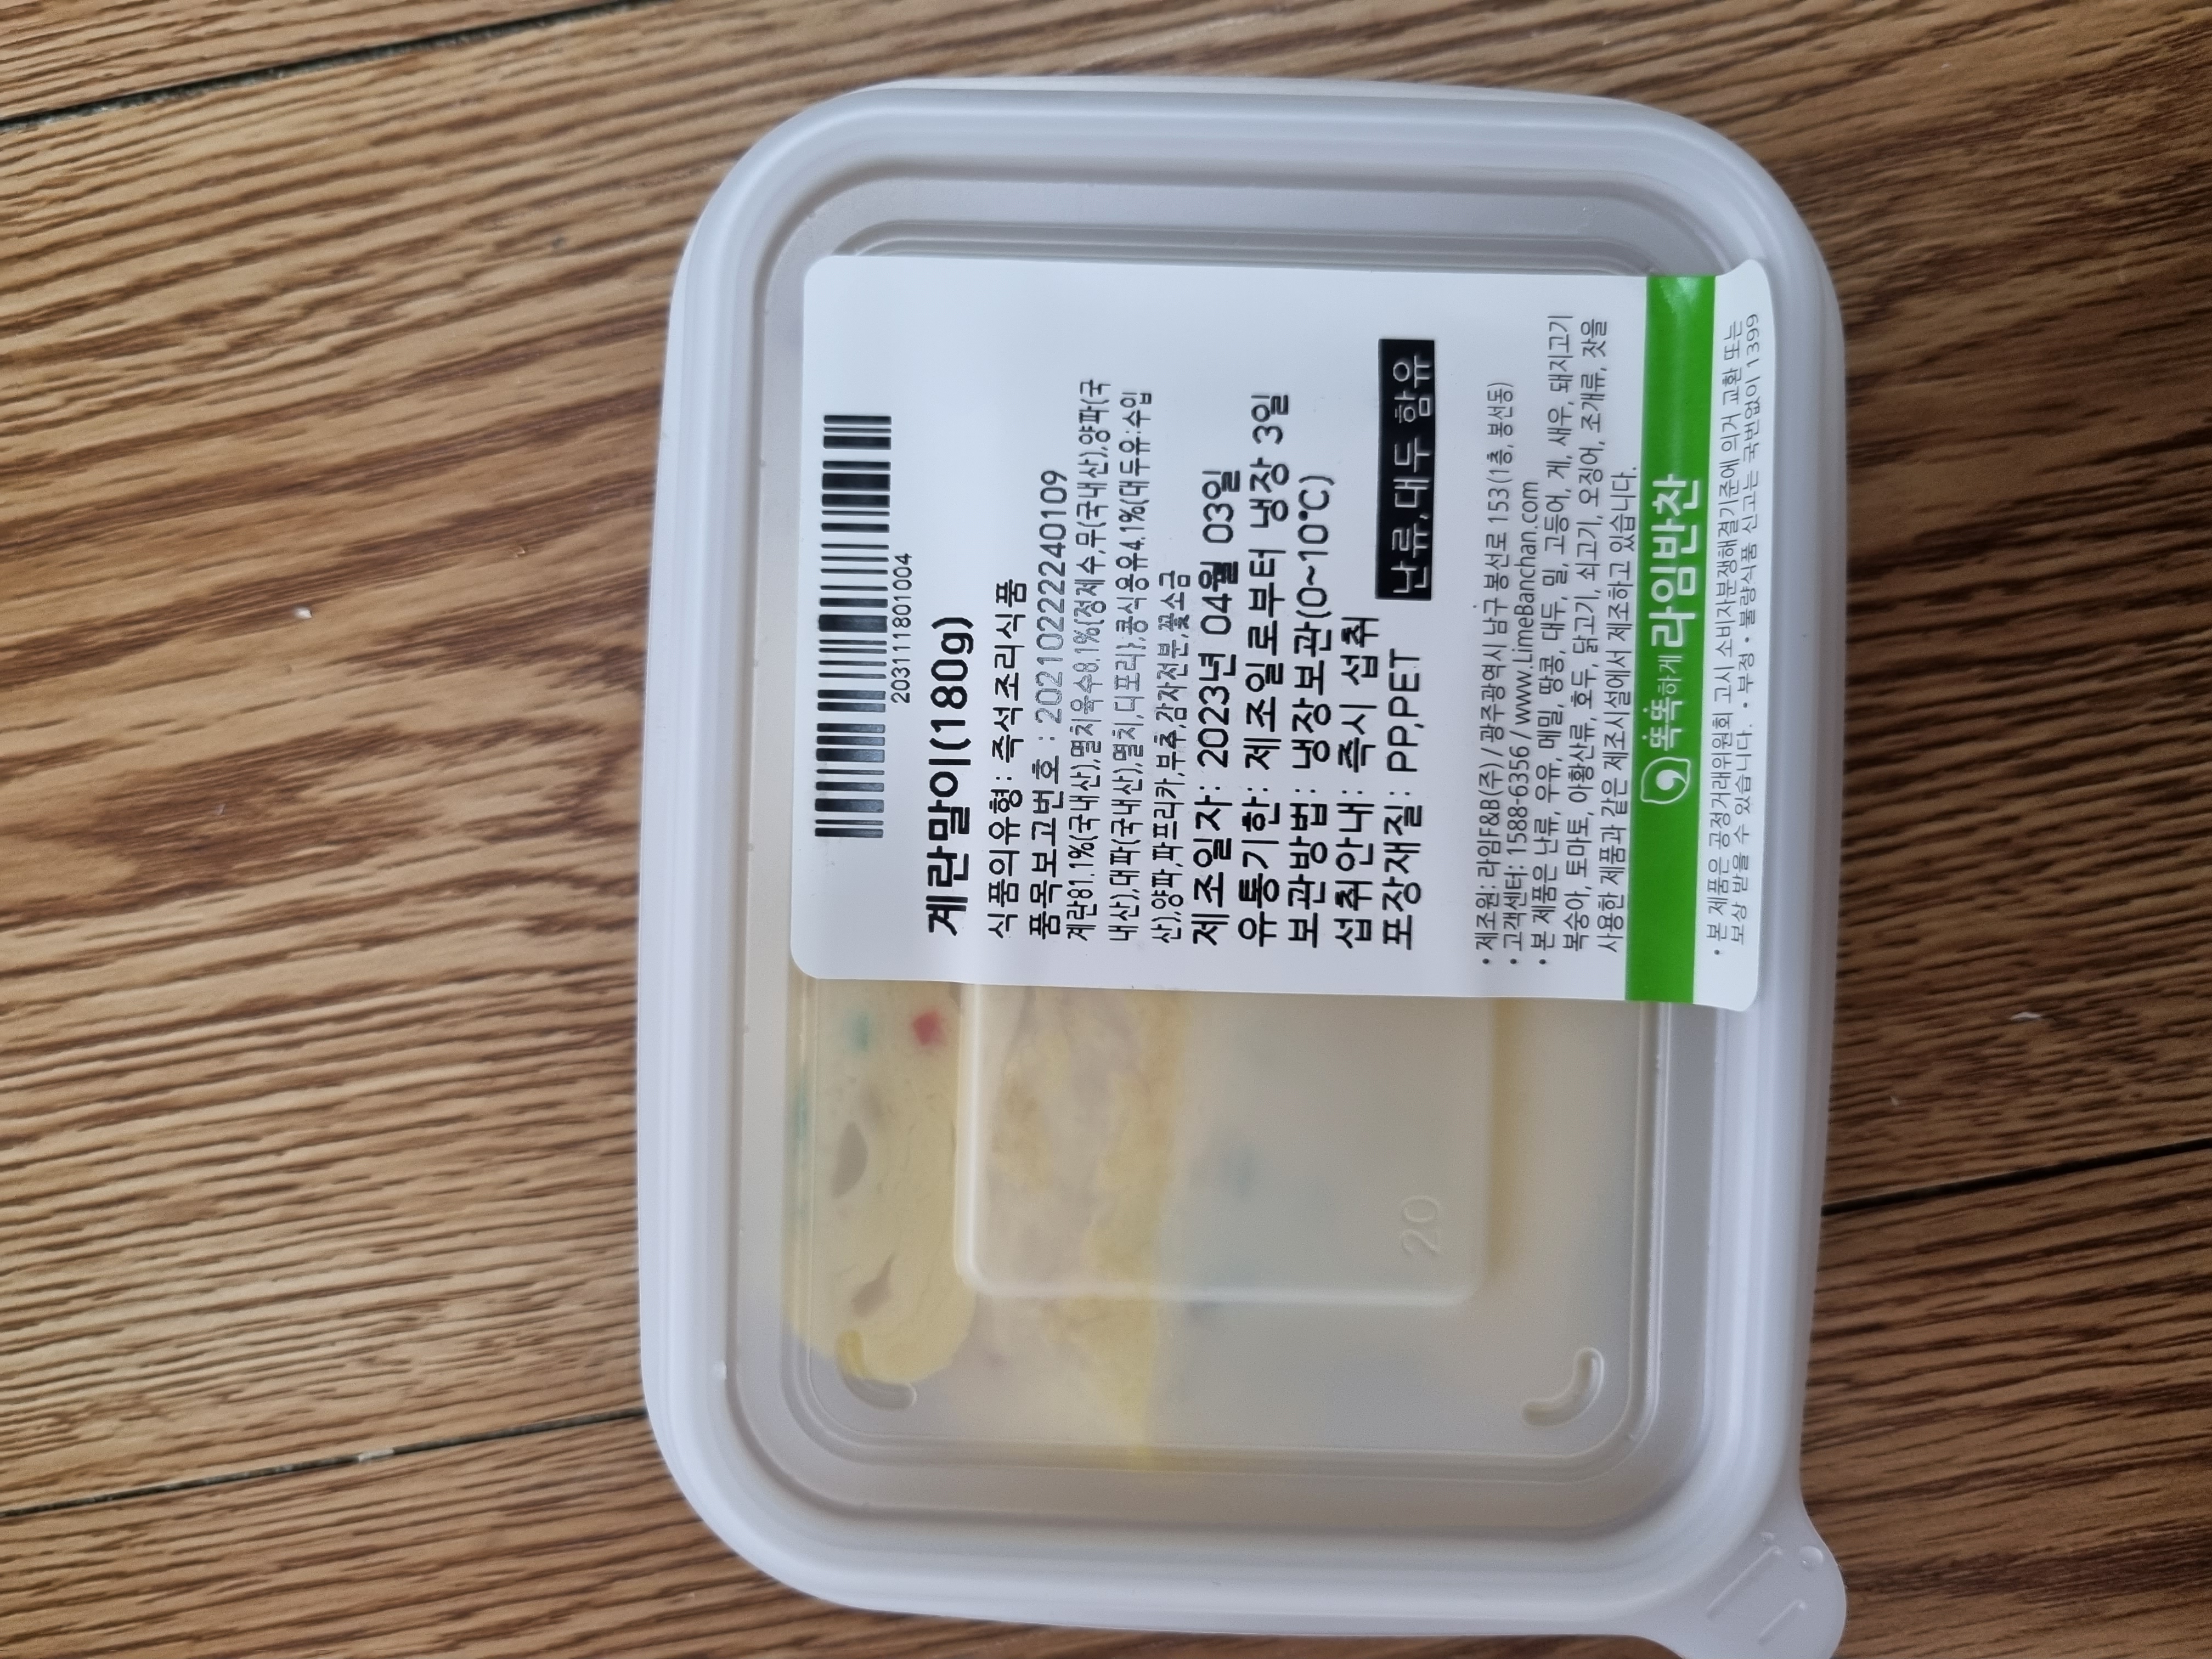 2031111801004
계란말이(180g)
식품의유형: 즉석조리식품
품목보고번호 : 20210222240109
계란81.1%(국내산),멸치육수8.1%(정제수,무(국내산),양파(국
내산),대파(국내산),멸치,디포리},콩식용유4.1%(대두유:수입
산),양파,파프리카,부추,감자전분,꽃소금
제조일자: 2023년 04월 03일
유통기한: 제조일로부터 냉장 3일
보관방법: 냉장보관(0~10℃)
섭취안내: 즉시 섭취
포장재질: PP,PET
난류,대두 함유
• 제조원: 라임F&B(주) / 광주광역시 남구 봉선로 153(1층, 봉선동)
• 고객센터: 1588-6356 / www.LimeBanchan.com
• 본 제품은 난류, 우유, 메밀, 땅콩, 대두, 밀, 고등어, 게, 새우, 돼지고기
복숭아, 토마토, 아황산류, 호두, 닭고기, 쇠고기, 오징어, 조개류, 잣을
사용한 제품과 같은 제조시설에서 제조하고 있습니다.
똑똑하게 라임반찬
• 본 제품은 공정거래위원회 고시 소비자분쟁해결기준에 의거 교환 또는
보상 받을 수 있습니다. • 부정 • 불량식품 신고는 국번없이 1399
20